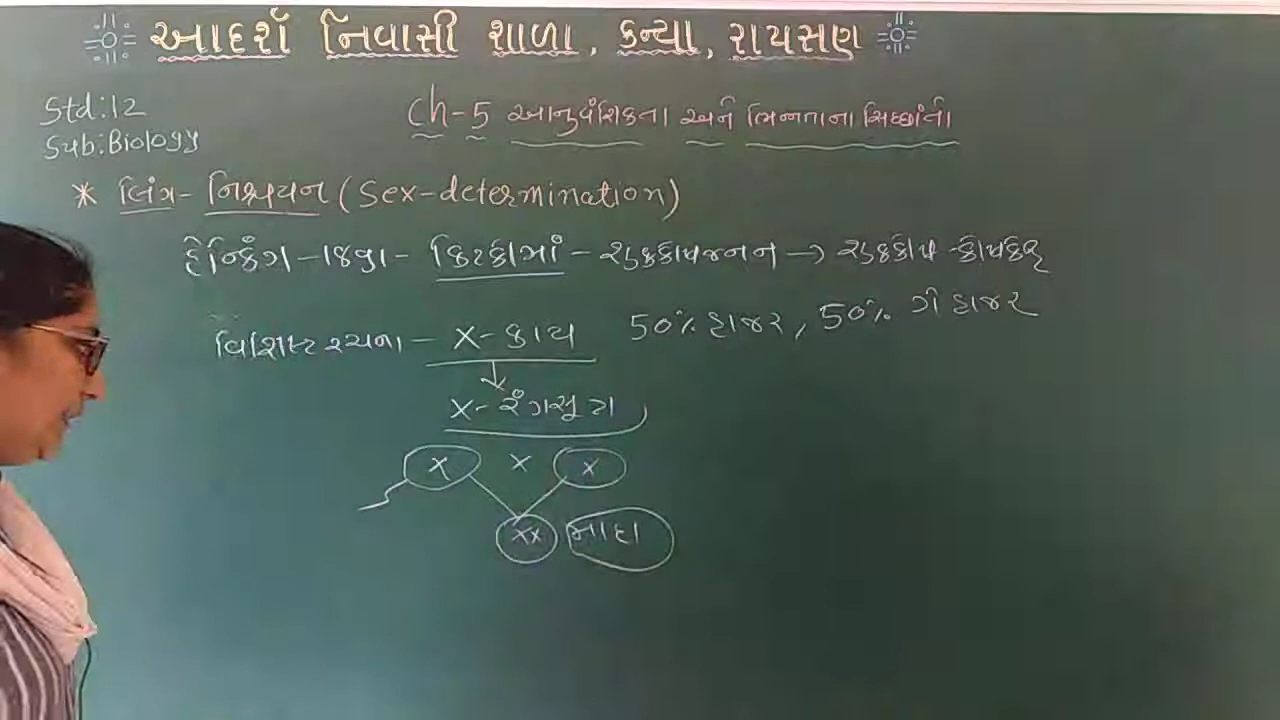 આદર્શ નિવાસી શાળા, કન્યા, રાયસણ
Std:12
Sub:Biology
Ch-5 આનુવંશિકતા અને ભિન્નતાના સિદ્ધાંતો
* લિંગ-નિશ્ચયન (Sex-determination)
હેન્કિંગ-૧૮૯૧- કિટકોમાં - શુક્રકોષજનન → શુક્રકોષ-કોષકેન્દ્ર
વિશિષ્ટ રચના - X-કાય 50% હાજર, 50% ગેરહાજર
↓
X-રંગસૂત્ર
X × X
XX માદા